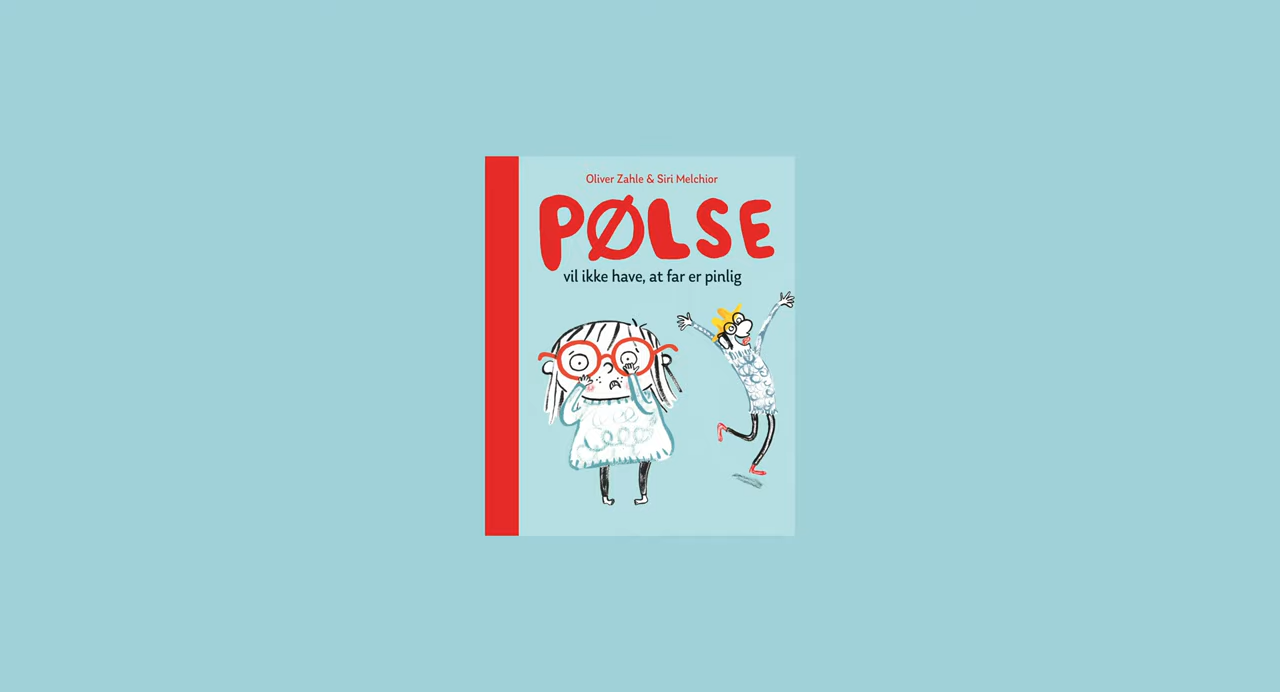 Oliver Zahle & Siri Melchior
PØLSE
vil ikke have, at far er pinlig